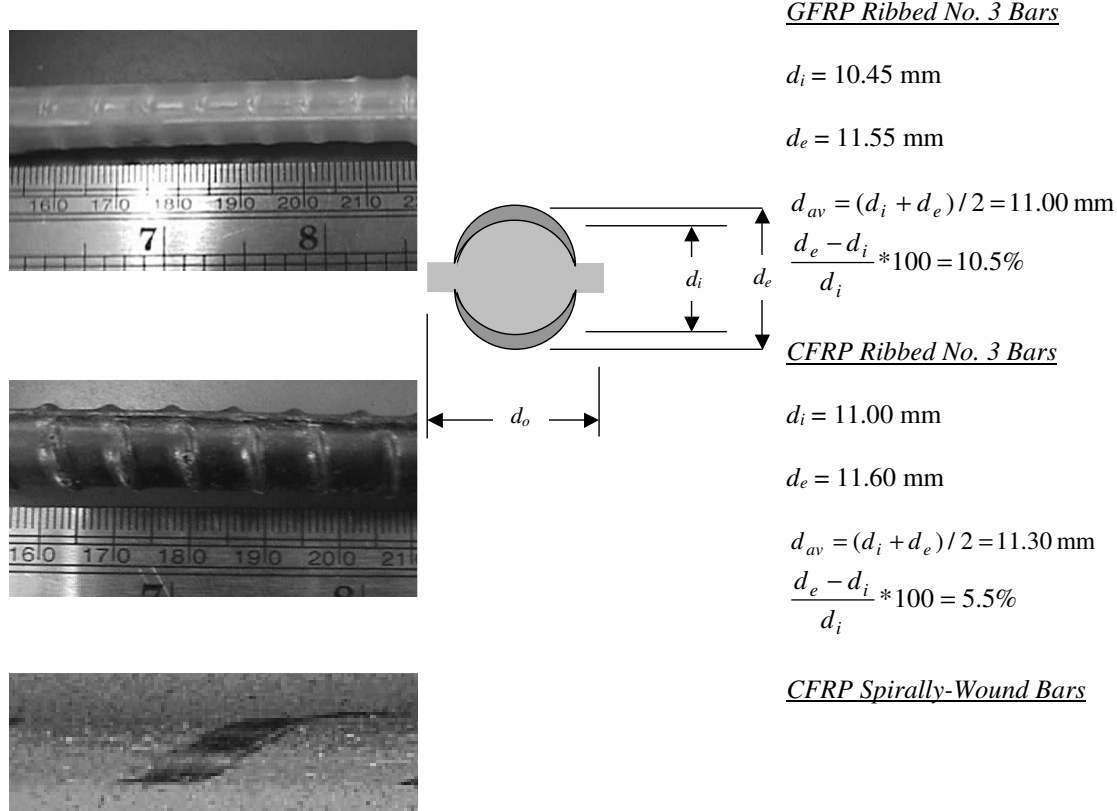 GFRP Ribbed No. 3 Bars
d_i = 10.45 mm
d_e = 11.55 mm
d_av = (d_i + d_e) / 2 = 11.00 mm
(d_e − d_i) / d_i * 100 = 10.5%
160 170 180 190 200 210
7 8
d_i
d_e
d_o
CFRP Ribbed No. 3 Bars
d_i = 11.00 mm
d_e = 11.60 mm
d_av = (d_i + d_e) / 2 = 11.30 mm
(d_e − d_i) / d_i * 100 = 5.5%
160 170 180 190 200 21
CFRP Spirally-Wound Bars